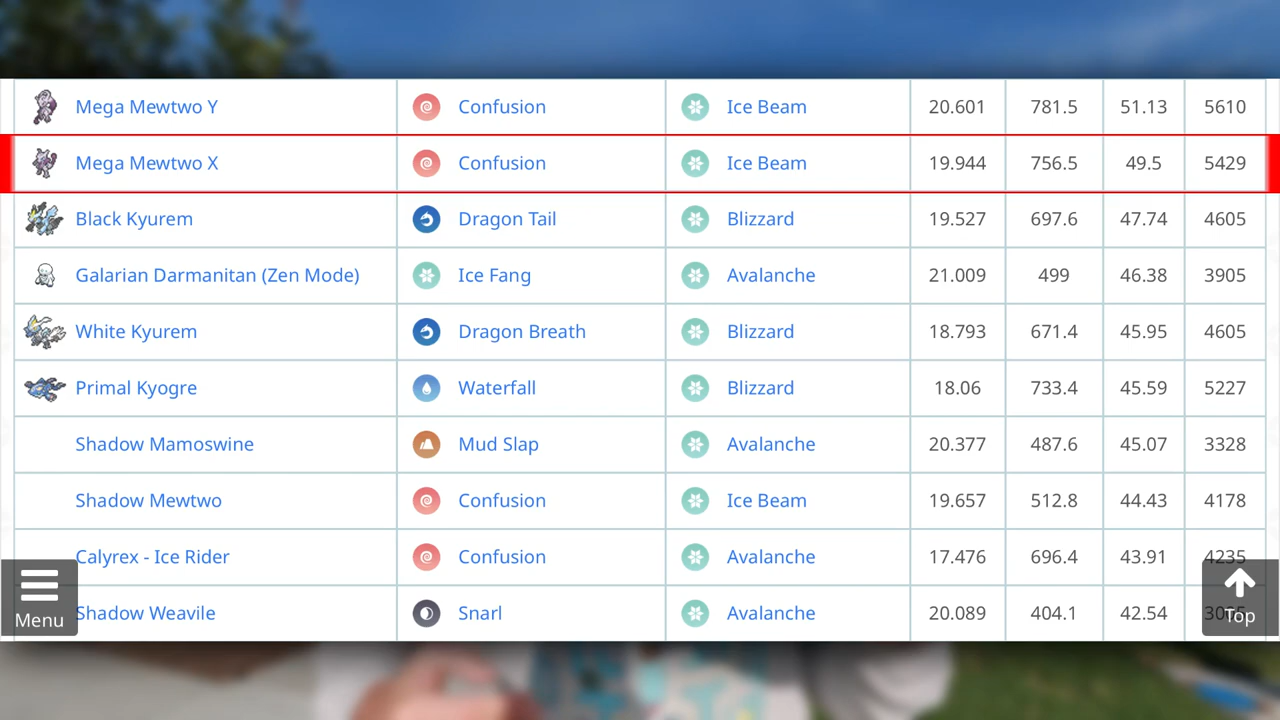 Mega Mewtwo Y Confusion Ice Beam 20.601 781.5 51.13 5610
Mega Mewtwo X Confusion Ice Beam 19.944 756.5 49.5 5429
Black Kyurem Dragon Tail Blizzard 19.527 697.6 47.74 4605
Galarian Darmanitan (Zen Mode) Ice Fang Avalanche 21.009 499 46.38 3905
White Kyurem Dragon Breath Blizzard 18.793 671.4 45.95 4605
Primal Kyogre Waterfall Blizzard 18.06 733.4 45.59 5227
Shadow Mamoswine Mud Slap Avalanche 20.377 487.6 45.07 3328
Shadow Mewtwo Confusion Ice Beam 19.657 512.8 44.43 4178
Calyrex - Ice Rider Confusion Avalanche 17.476 696.4 43.91 4235
Shadow Weavile Snarl Avalanche 20.089 404.1 42.54
Menu
Top